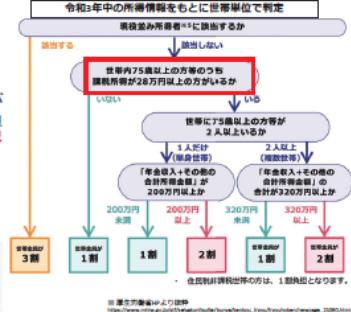 令和3年中の所得情報をもとに世帯単位で判定
現役並み所得者※5に該当するか
該当する
該当しない
世帯内75歳以上の方等のうち
課税所得が28万円以上の方がいるか
いない
いる
世帯に75歳以上の方等が
2人以上いるか
1人だけ
(単身世帯)
2人以上
(複数世帯)
「年金収入+その他の
合計所得金額」が
200万円以上か
「年金収入+その他の
合計所得金額」の
合計が320万円以上か
200万円
未満
200万円
以上
320万円
未満
320万円
以上
世帯全員が
3割
世帯全員が
1割
1割
2割
世帯全員が
1割
世帯全員が
2割
・ 住民税非課税世帯の方は、1割負担となります。
※ 厚生労働省HPより抜粋